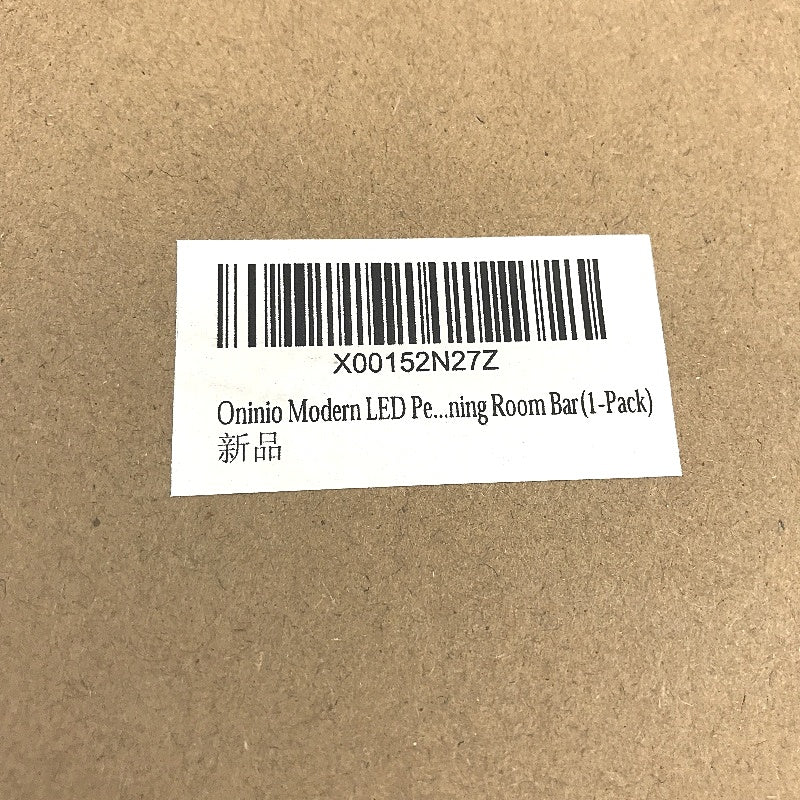 X00152N27Z
Oninio Modern LED Pe...ning Room Bar(1-Pack)
新品